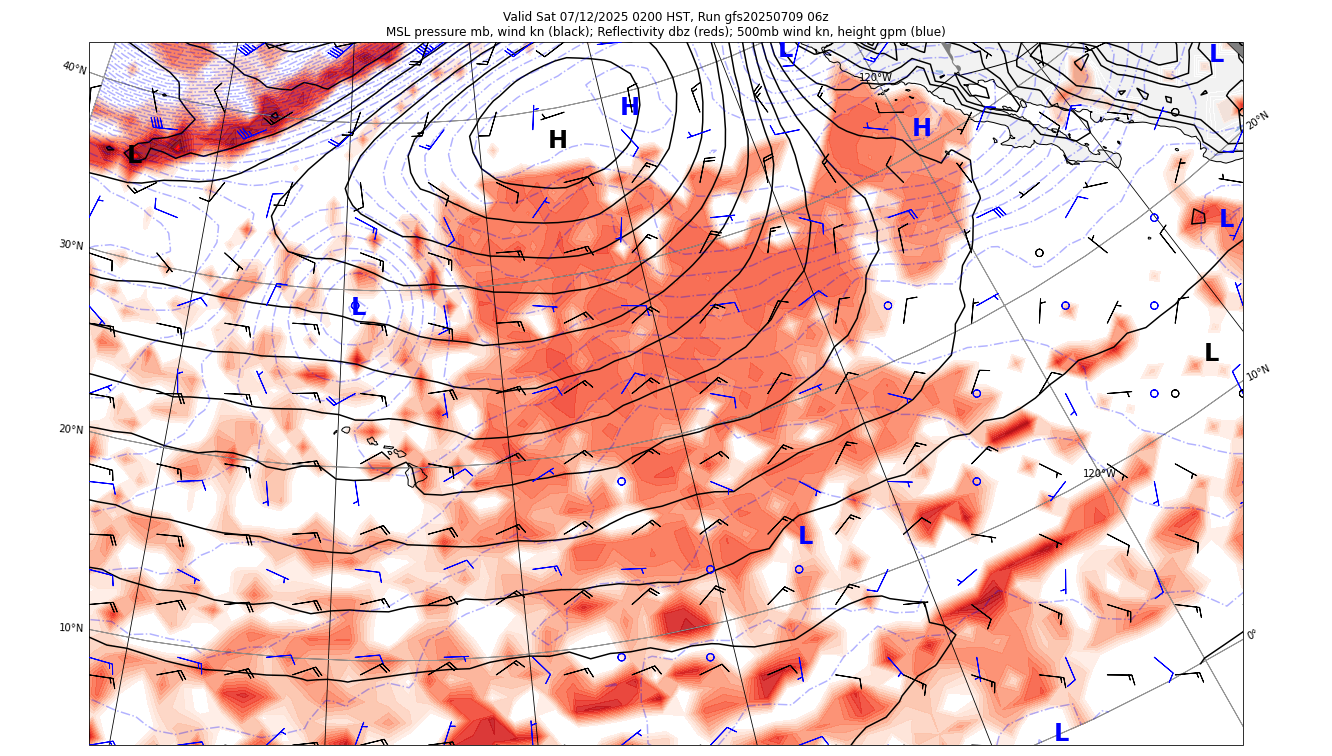 Valid Sat 07/12/2025 0200 HST, Run gfs20250709 06z
MSL pressure mb, wind kn (black); Reflectivity dbz (reds); 500mb wind kn, height gpm (blue)
L
L
40°N
120°W
H
H
20°N
H
L
L
30°N
L
L
10°N
20°N
120°W
L
10°N
0°
L